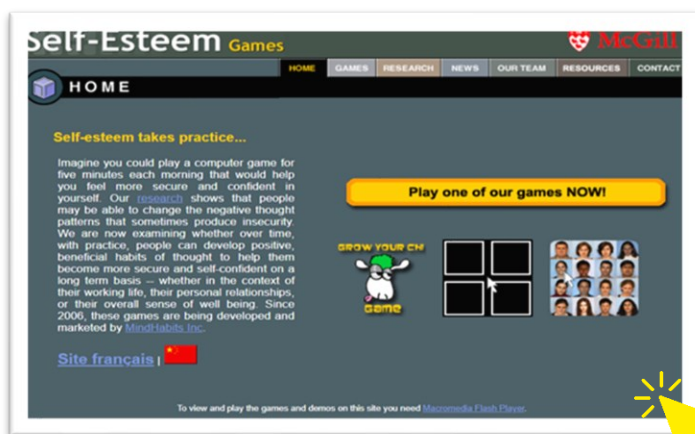 Self-Esteem Games
McGill
HOME GAMES RESEARCH NEWS OUR TEAM RESOURCES CONTACT
HOME
Self-esteem takes practice...
Imagine you could play a computer game for
five minutes each morning that would help
you feel more secure and confident in
yourself. Our research shows that people
may be able to change the negative thought
patterns that sometimes produce insecurity.
We are now examining whether over time,
with practice, people can develop positive,
beneficial habits of thought to help them
become more secure and self-confident on a
long term basis -- whether in the context of
their working life, their personal relationships,
or their overall sense of well being. Since
2006, these games are being developed and
marketed by MindHabits Inc.
Site français |
Play one of our games NOW!
GROW YOUR CHI
Game
To view and play the games and demos on this site you need Macromedia Flash Player.